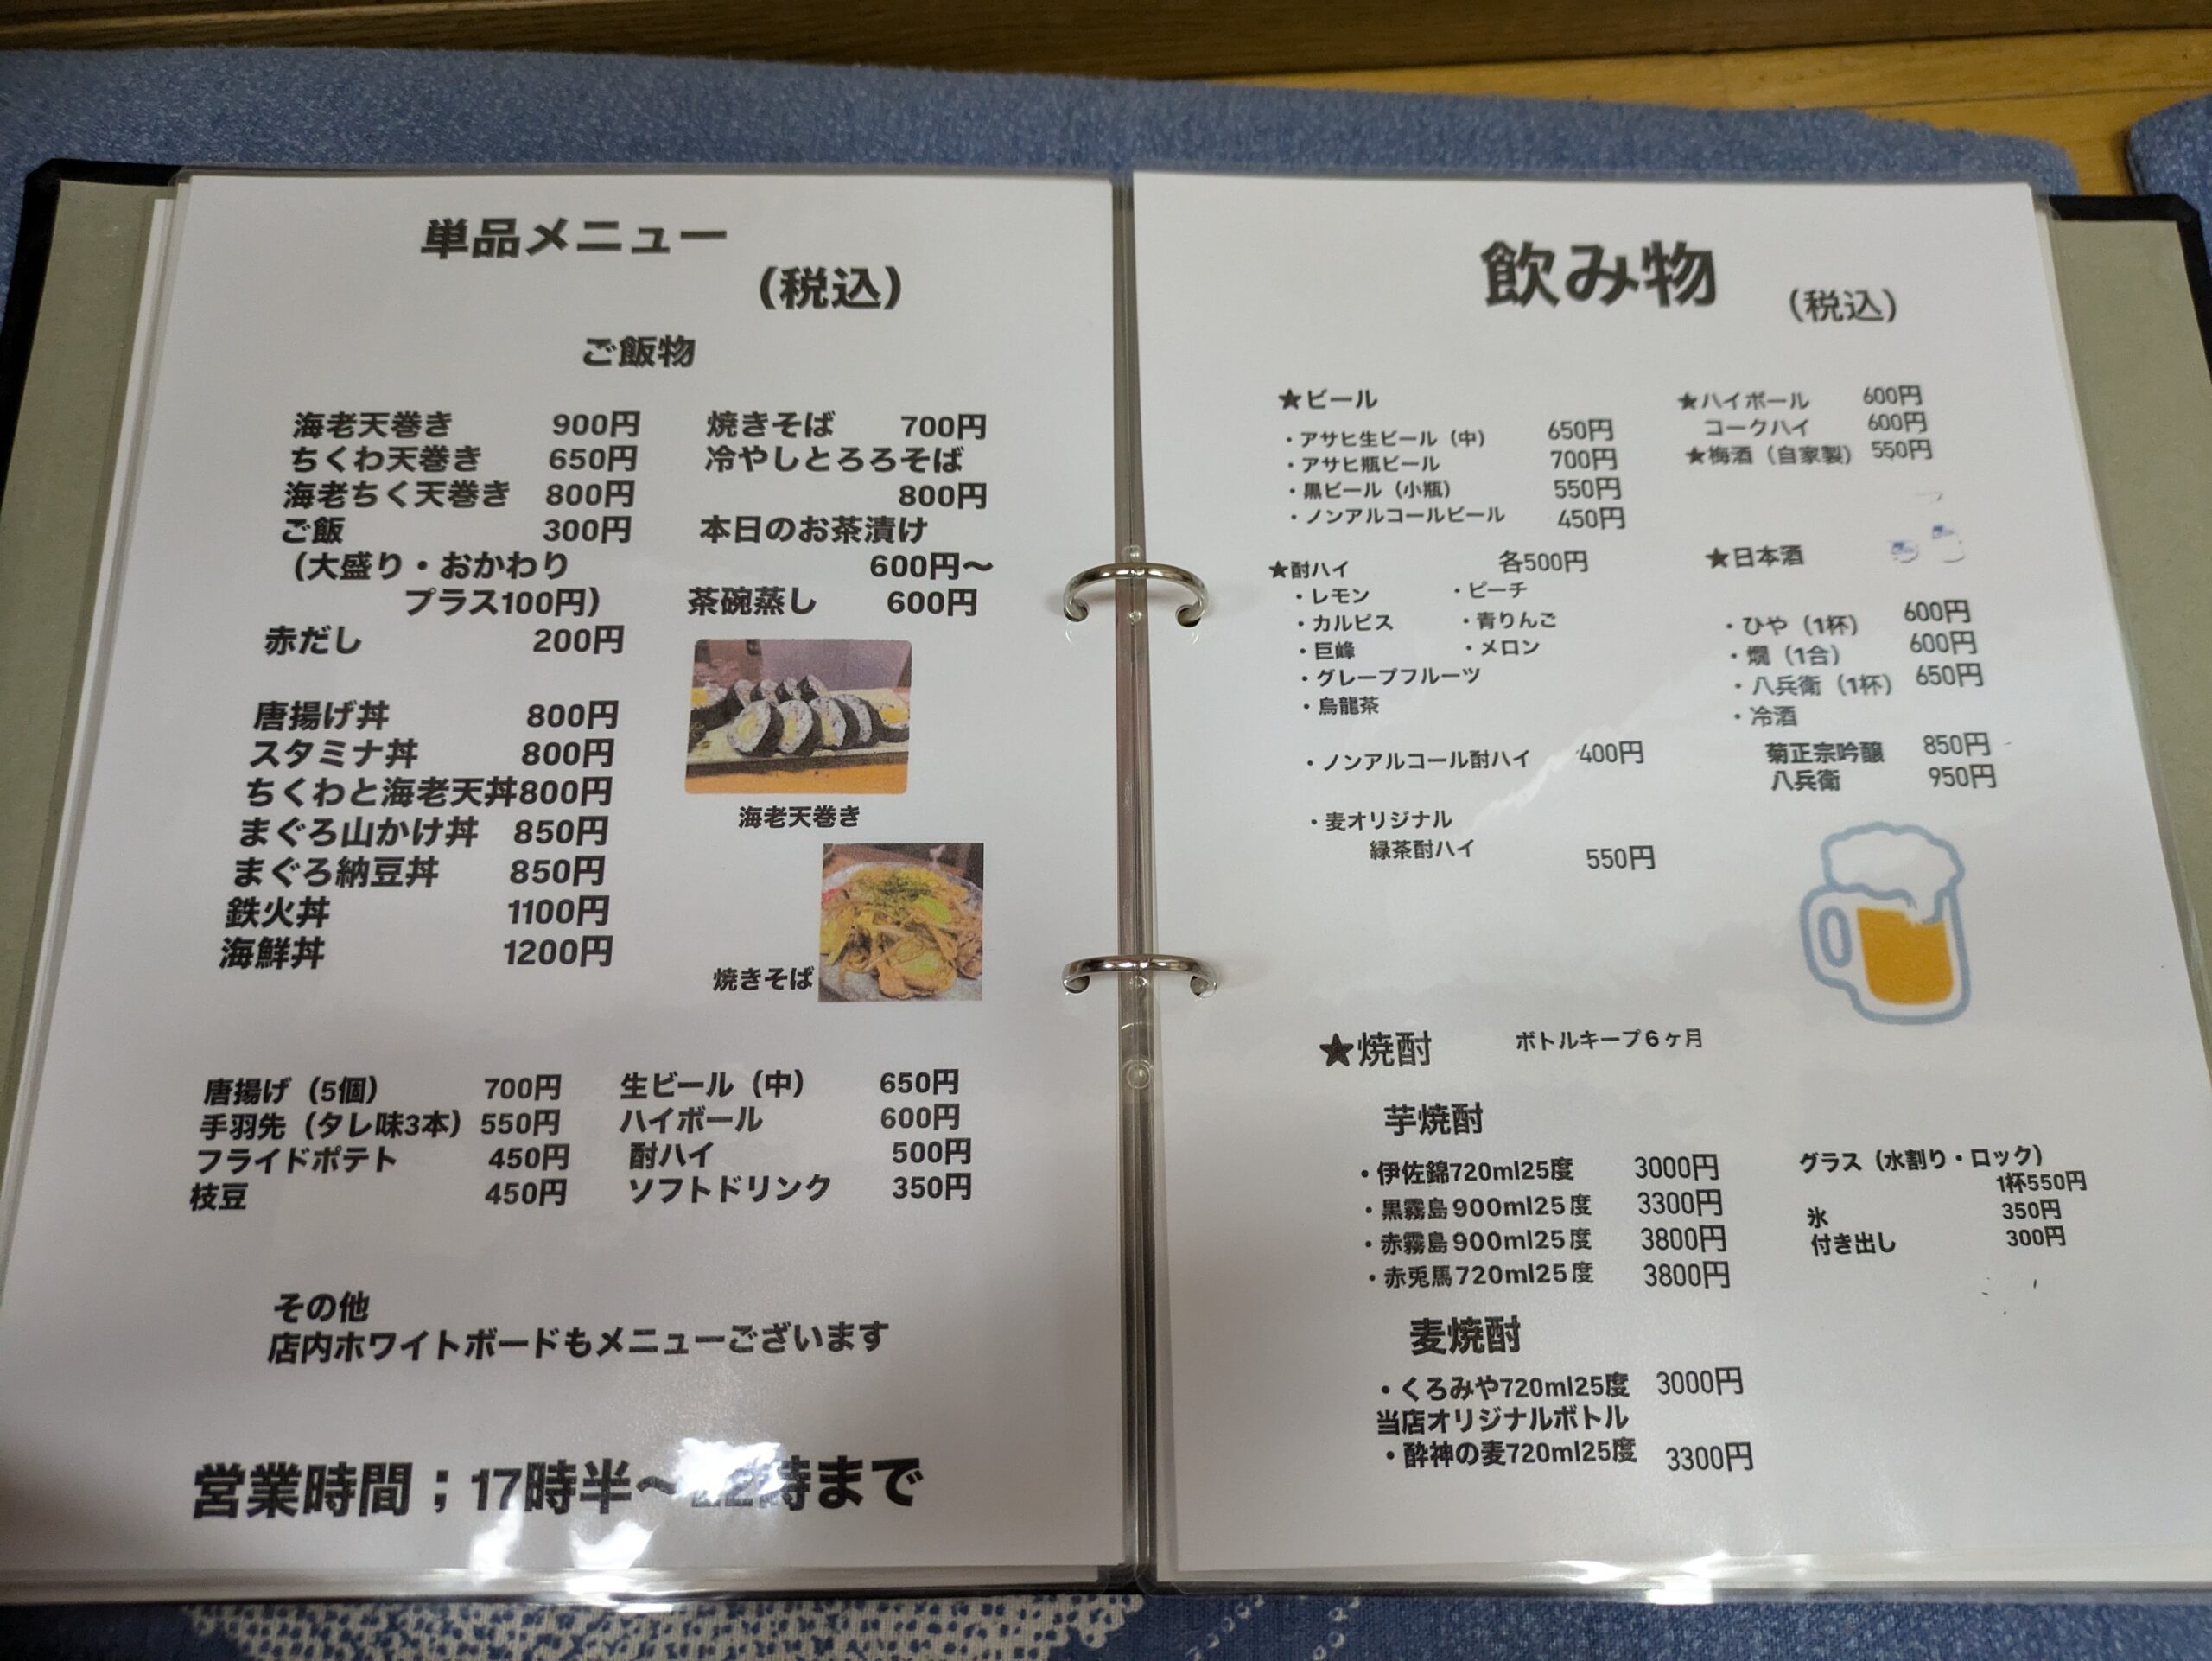 単品メニュー
（税込）
ご飯物
海老天巻き 900円
ちくわ天巻き 650円
海老ちく天巻き 800円
ご飯 300円
（大盛り・おかわり
プラス100円）
赤だし 200円
唐揚げ丼 800円
スタミナ丼 800円
ちくわと海老天丼800円
まぐろ山かけ丼 850円
まぐろ納豆丼 850円
鉄火丼 1100円
海鮮丼 1200円
焼きそば 700円
冷やしとろろそば
800円
本日のお茶漬け
600円〜
茶碗蒸し 600円
海老天巻き
焼きそば
唐揚げ（5個） 700円
手羽先（タレ味3本）550円
フライドポテト 450円
枝豆 450円
生ビール（中） 650円
ハイボール 600円
酎ハイ 500円
ソフトドリンク 350円
その他
店内ホワイトボードもメニューございます
営業時間；17時半〜 時まで
飲み物
（税込）
★ビール
・アサヒ生ビール（中） 650円
・アサヒ瓶ビール 700円
・黒ビール（小瓶） 550円
・ノンアルコールビール 450円
★酎ハイ 各500円
・レモン ・ピーチ
・カルピス ・青りんご
・巨峰 ・メロン
・グレープフルーツ
・烏龍茶
・ノンアルコール酎ハイ 400円
・麦オリジナル
緑茶酎ハイ 550円
★ハイボール 600円
コークハイ 600円
★梅酒（自家製） 550円
★日本酒
・ひや（1杯） 600円
・燗（1合） 600円
・八兵衛（1杯） 650円
・冷酒
菊正宗吟醸 850円
八兵衛 950円
★焼酎 ボトルキープ6ヶ月
芋焼酎
・伊佐錦720ml25度 3000円
・黒霧島900ml25度 3300円
・赤霧島900ml25度 3800円
・赤兎馬720ml25度 3800円
麦焼酎
・くろみや720ml25度 3000円
当店オリジナルボトル
・酔神の麦720ml25度 3300円
グラス（水割り・ロック）
1杯550円
氷 350円
付き出し 300円